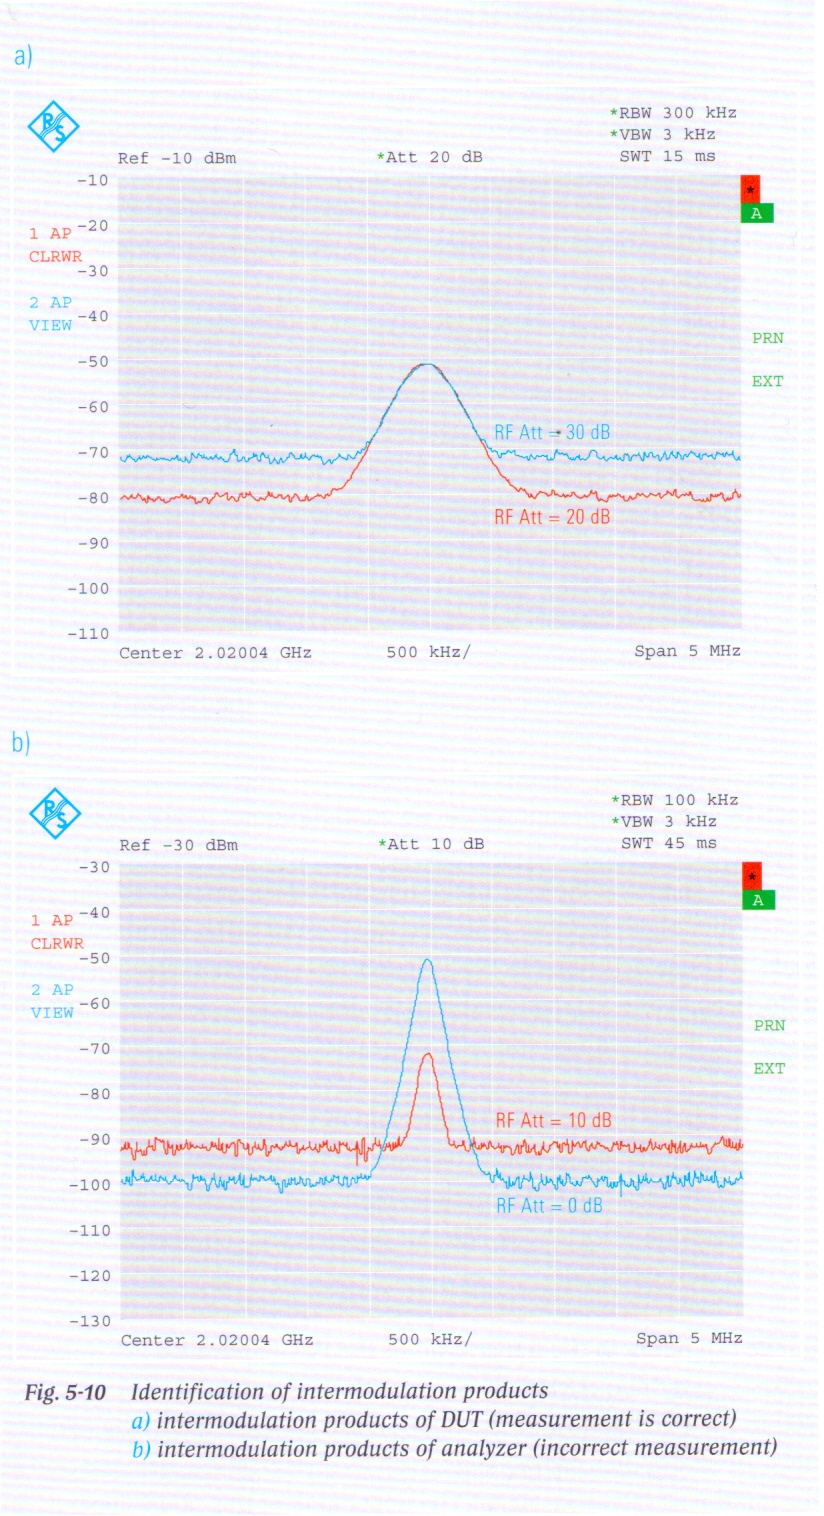 a)
R S
*RBW 300 kHz
*VBW 3 kHz
Ref -10 dBm *Att 20 dB SWT 15 ms
-10
*
A
-20
1 AP
CLRWR
-30
2 AP
-40
VIEW
PRN
-50
EXT
-60
RF Att = 30 dB
-70
-80
RF Att = 20 dB
-90
-100
-110
Center 2.02004 GHz 500 kHz/ Span 5 MHz
b)
R S
*RBW 100 kHz
*VBW 3 kHz
Ref -30 dBm *Att 10 dB SWT 45 ms
-30
*
A
-40
1 AP
CLRWR
-50
2 AP
-60
VIEW
PRN
-70
EXT
-80
RF Att = 10 dB
-90
-100
RF Att = 0 dB
-110
-120
-130
Center 2.02004 GHz 500 kHz/ Span 5 MHz
Fig. 5-10 Identification of intermodulation products
a) intermodulation products of DUT (measurement is correct)
b) intermodulation products of analyzer (incorrect measurement)